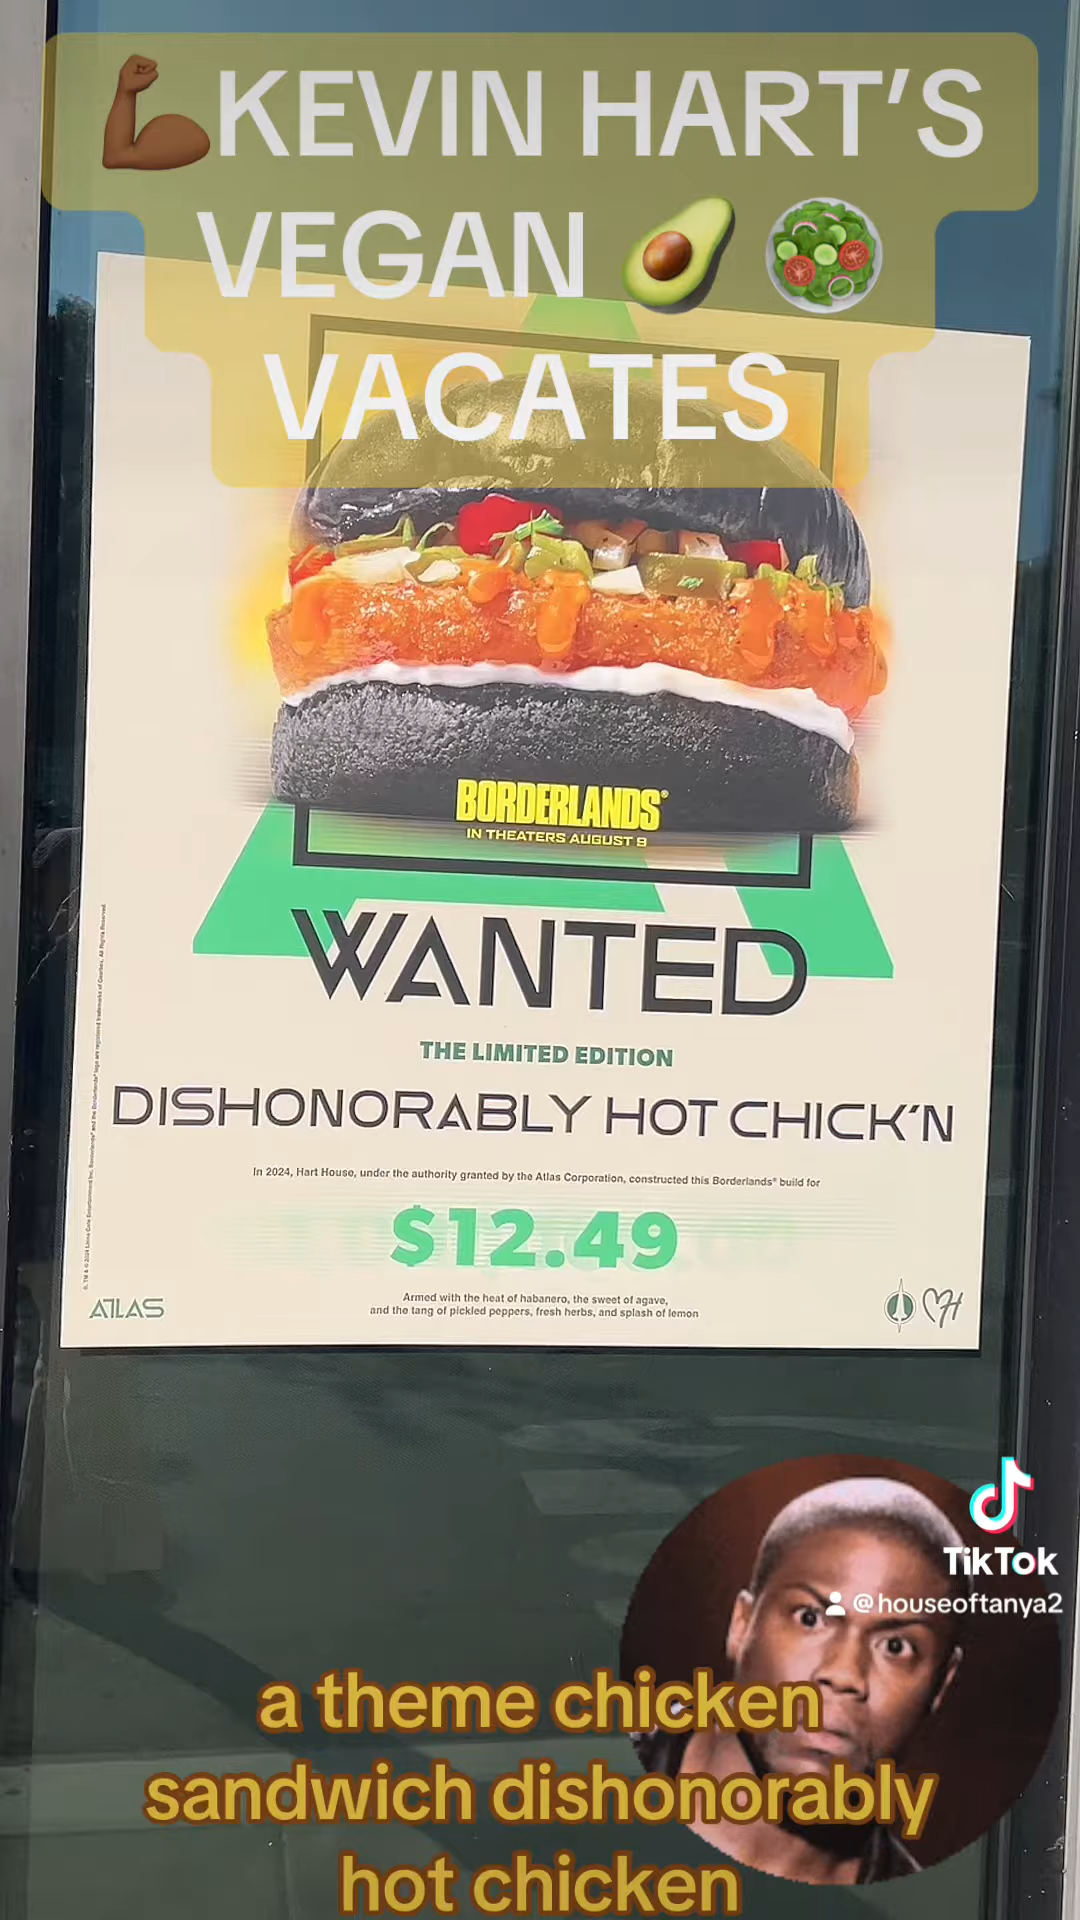 KEVIN HART'S
VEGAN
VACATES
BORDERLANDS®
IN THEATERS AUGUST 9
WANTED
THE LIMITED EDITION
DISHONORABLY HOT CHICK'N
In 2024, Hart House, under the authority granted by the Atlas Corporation, constructed this Borderlands® build for
$12.49
Armed with the heat of habanero, the sweet of agave,
and the tang of pickled peppers, fresh herbs, and splash of lemon
ATLAS
H
TikTok
@houseoftanya2
a theme chicken
sandwich dishonorably
hot chicken